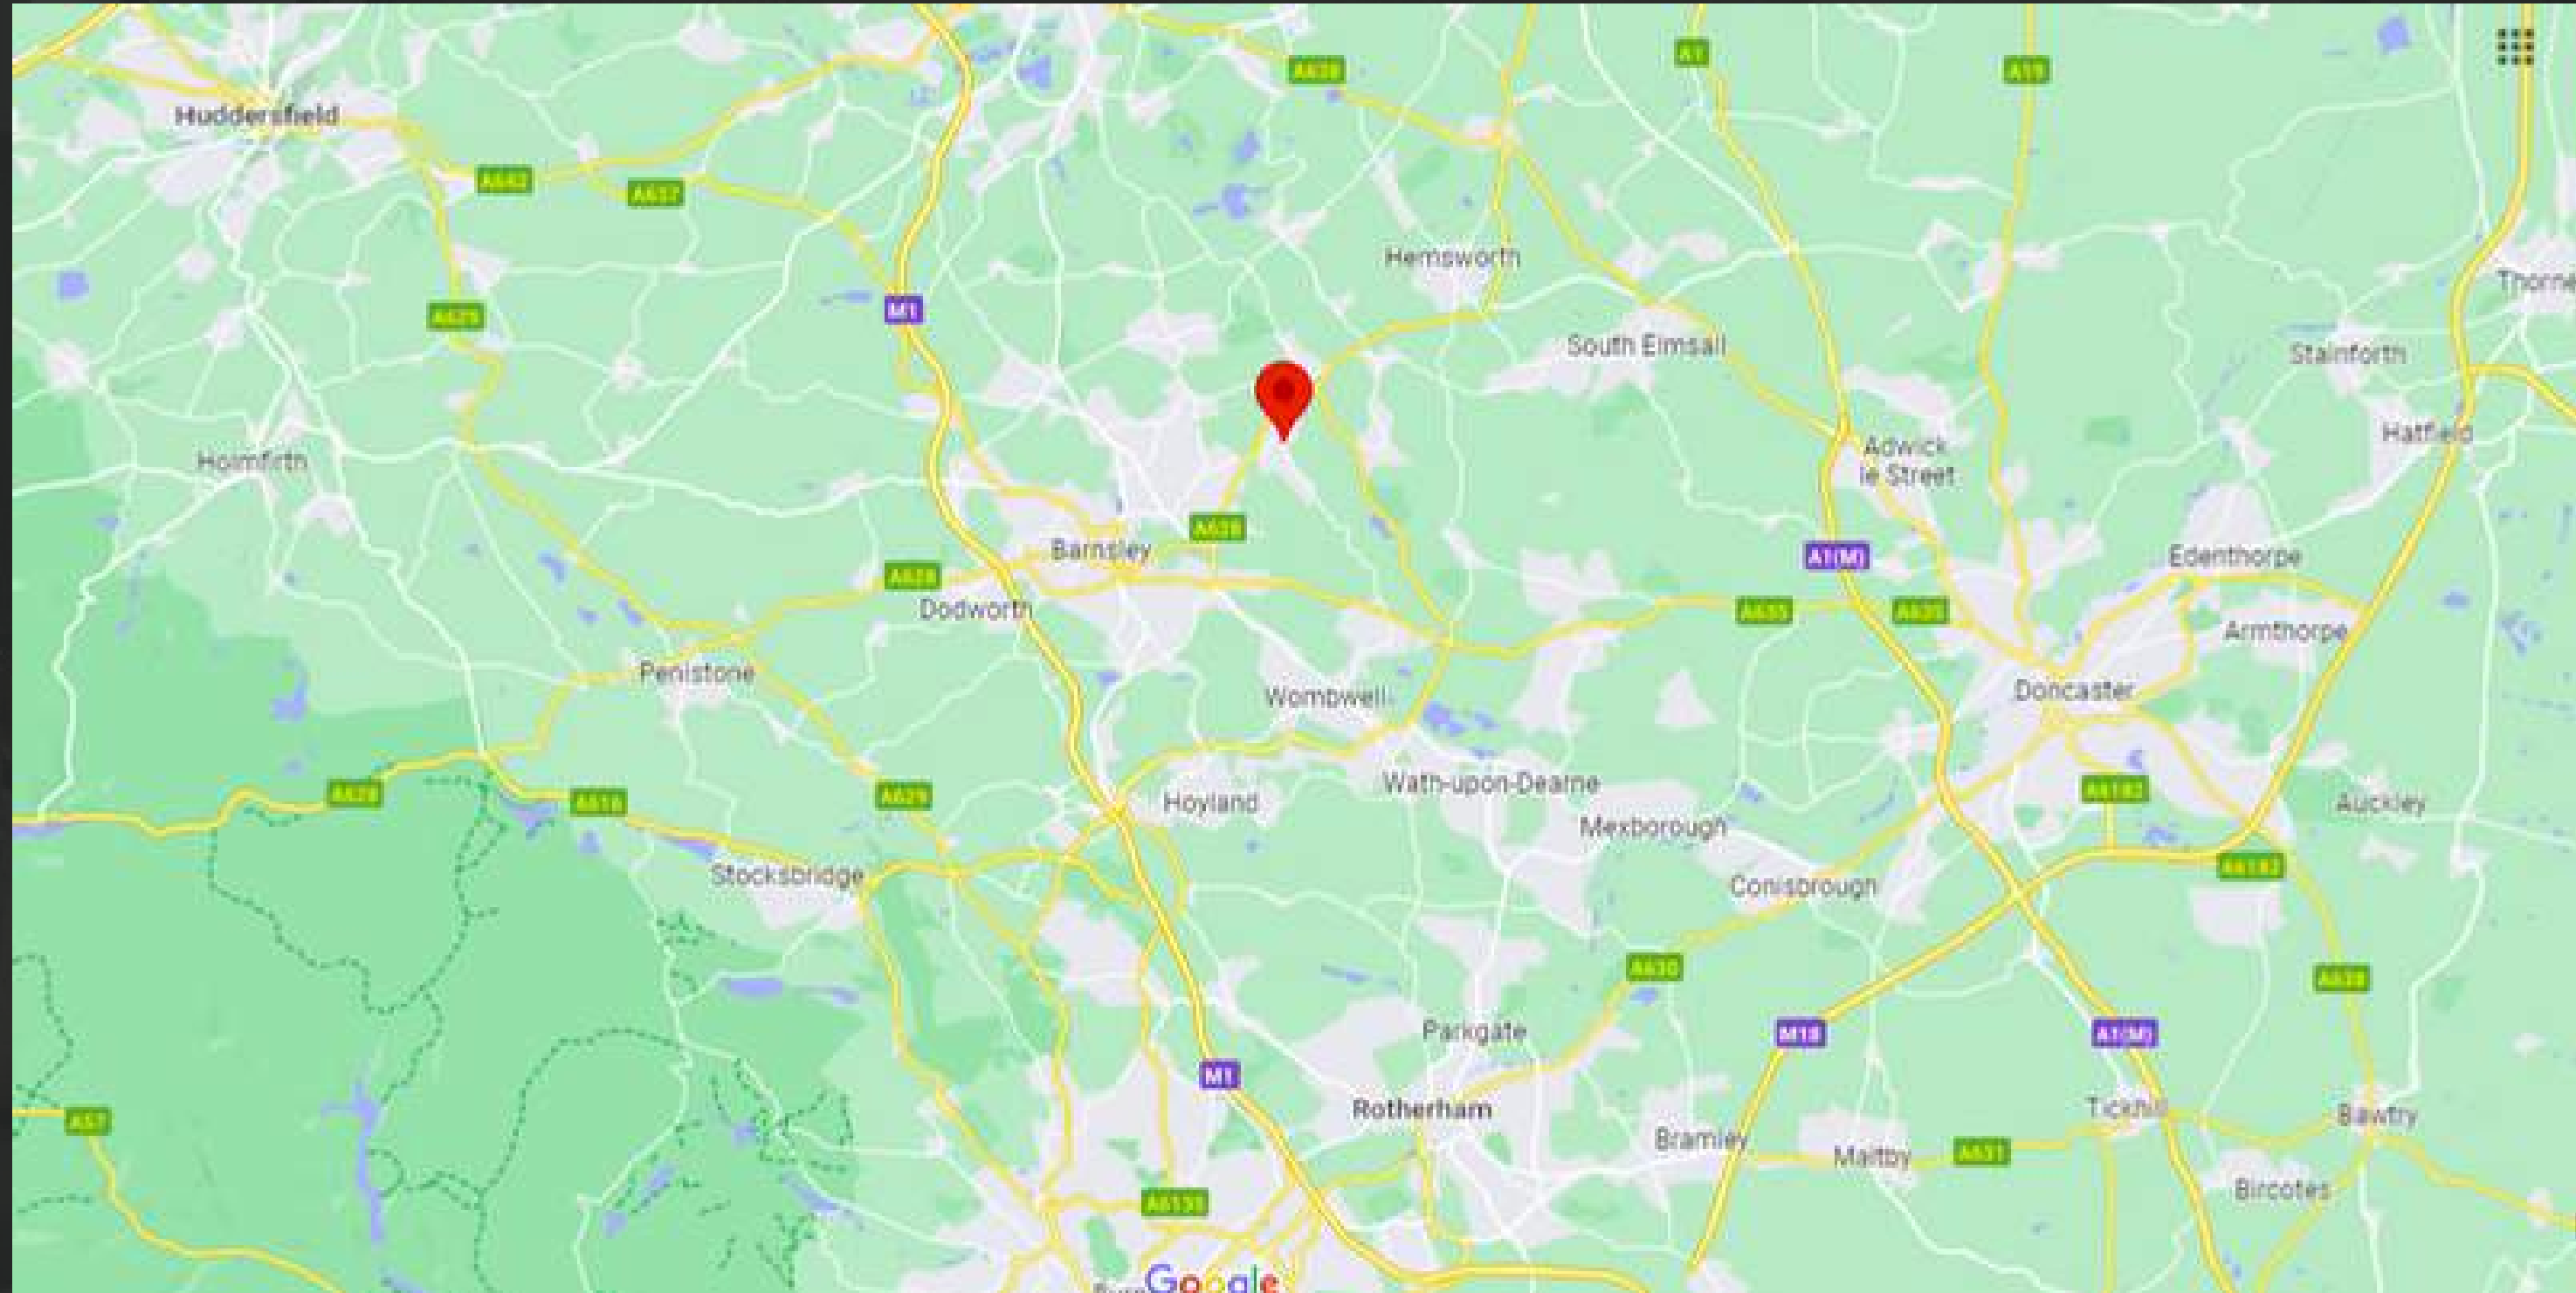 A638
A1
A19
Huddersfield
A642
A637
Hemsworth
Thorne
M1
A629
South Elmsall
Stainforth
Hatfield
Adwick
le Street
Holmfirth
A628
Barnsley
A1(M)
Edenthorpe
A628
Dodworth
A635
A635
Armthorpe
Penistone
Wombwell
Doncaster
A628
A616
A629
Hoyland
Wath-upon-Dearne
Mexborough
A6182
Auckley
Stocksbridge
Conisbrough
A6182
A630
A638
Parkgate
M18
A1(M)
M1
Rotherham
A57
Tickhill
Bawtry
Bramley
Maltby
A631
A6135
Bircotes
Google